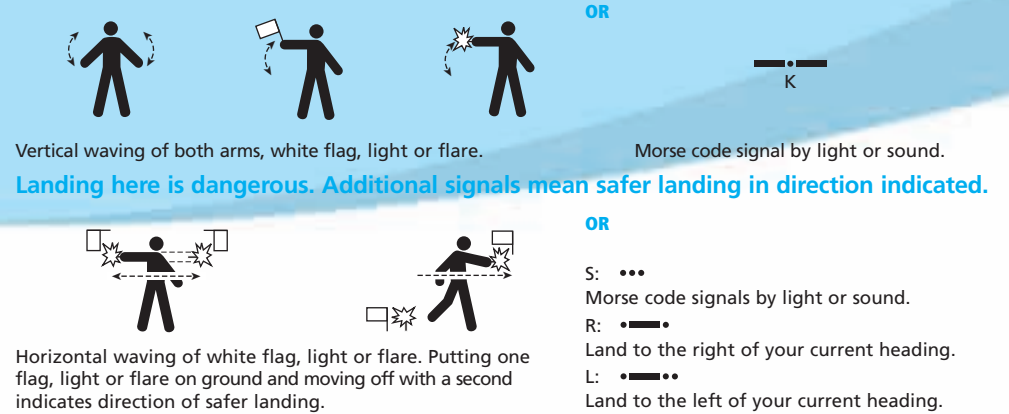 OR
K
Vertical waving of both arms, white flag, light or flare.
Morse code signal by light or sound.
Landing here is dangerous. Additional signals mean safer landing in direction indicated.
Horizontal waving of white flag, light or flare. Putting one
flag, light or flare on ground and moving off with a second
indicates direction of safer landing.
OR
S: •••
Morse code signals by light or sound.
R: •▬•
Land to the right of your current heading.
L: •▬••
Land to the left of your current heading.